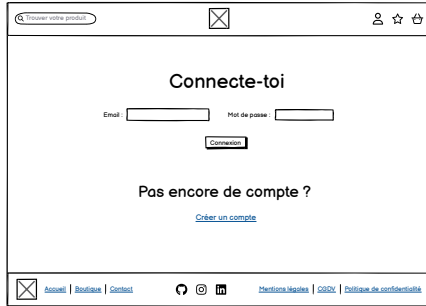 Trouver votre produit
Connecte-toi
Email : Mot de passe :
Connexion
Pas encore de compte ?
Créer un compte
Accueil Boutique Contact in Mentions légales CGDV Politique de confidentialité